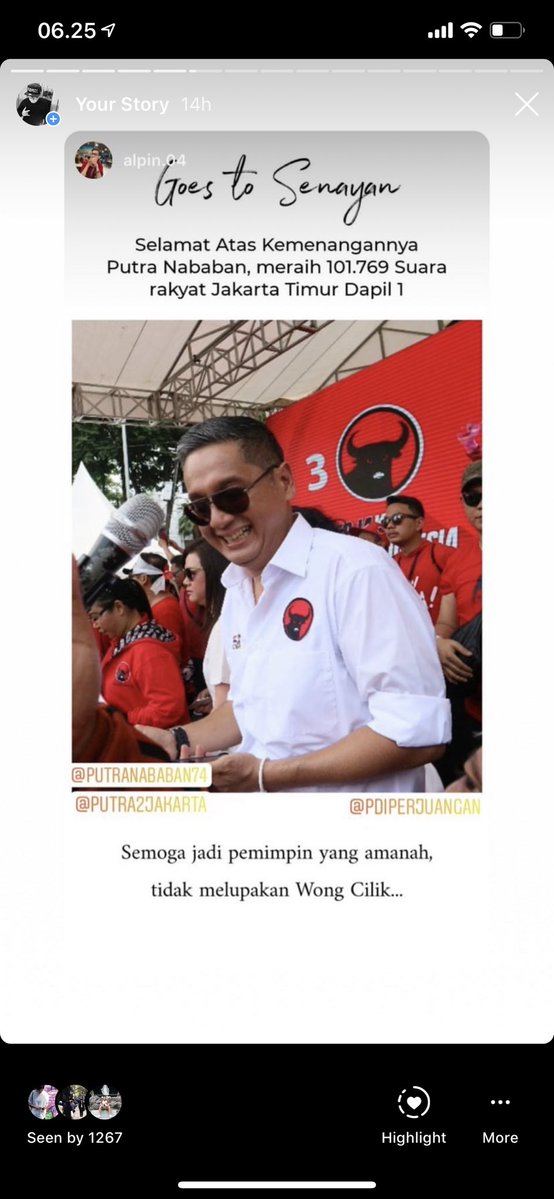 06.25
Your Story 14h
alpin.04
Goes to Senayan
Selamat Atas Kemenangannya
Putra Nababan, meraih 101.769 Suara
rakyat Jakarta Timur Dapil 1
3
@PUTRANABABAN74
@PUTRA2JAKARTA
@PDIPERJUANGAN
Semoga jadi pemimpin yang amanah,
tidak melupakan Wong Cilik...
Seen by 1267
Highlight
More